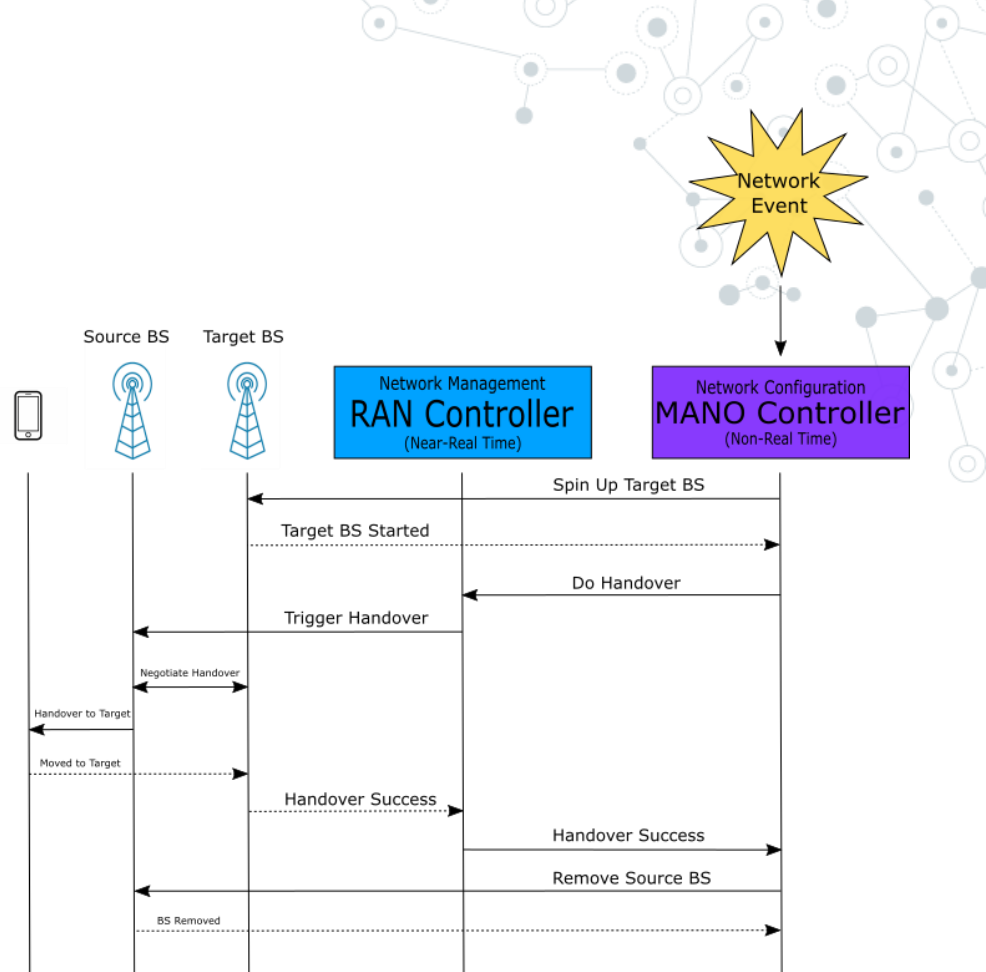 Network
Event
Source BS
Target BS
Network Management
RAN Controller
(Near-Real Time)
Network Configuration
MANO Controller
(Non-Real Time)
Spin Up Target BS
Target BS Started
Do Handover
Trigger Handover
Negotiate Handover
Handover to Target
Moved to Target
Handover Success
Handover Success
Remove Source BS
BS Removed